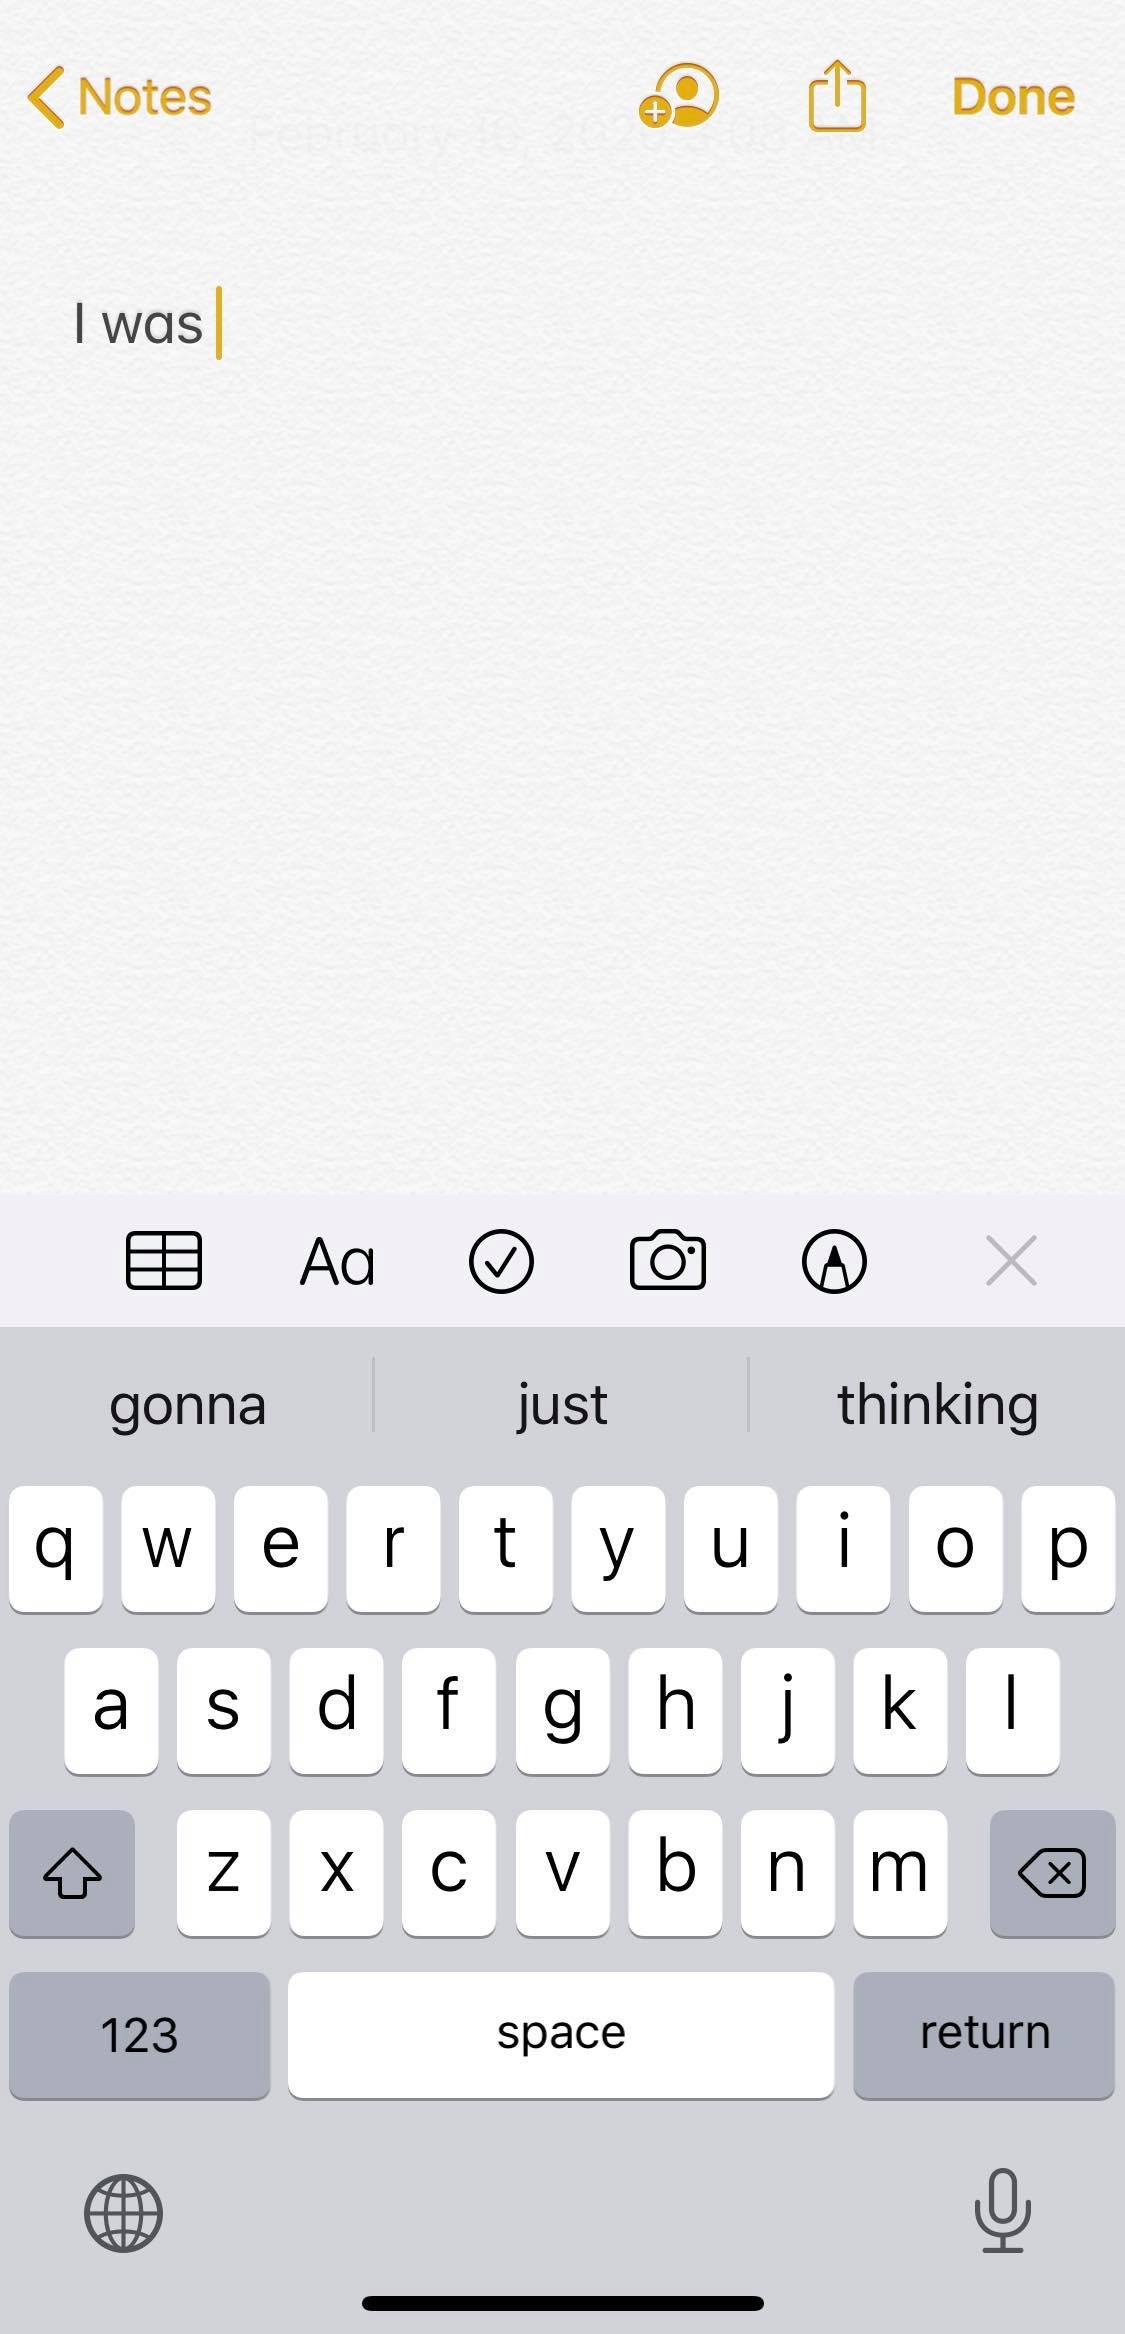 Notes
Done
I was
Aa
gonna just thinking
q w e r t y u i o p
a s d f g h j k l
z x c v b n m
123 space return